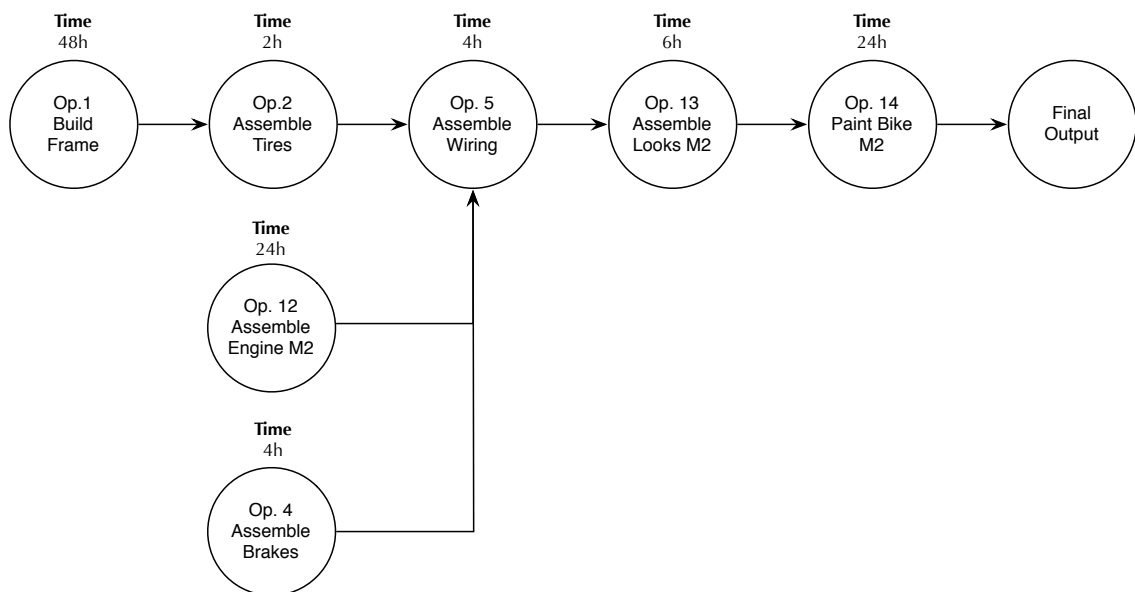 Time
48h
Op.1
Build
Frame
Time
2h
Op.2
Assemble
Tires
Time
4h
Op. 5
Assemble
Wiring
Time
6h
Op. 13
Assemble
Looks M2
Time
24h
Op. 14
Paint Bike
M2
Final
Output
Time
24h
Op. 12
Assemble
Engine M2
Time
4h
Op. 4
Assemble
Brakes